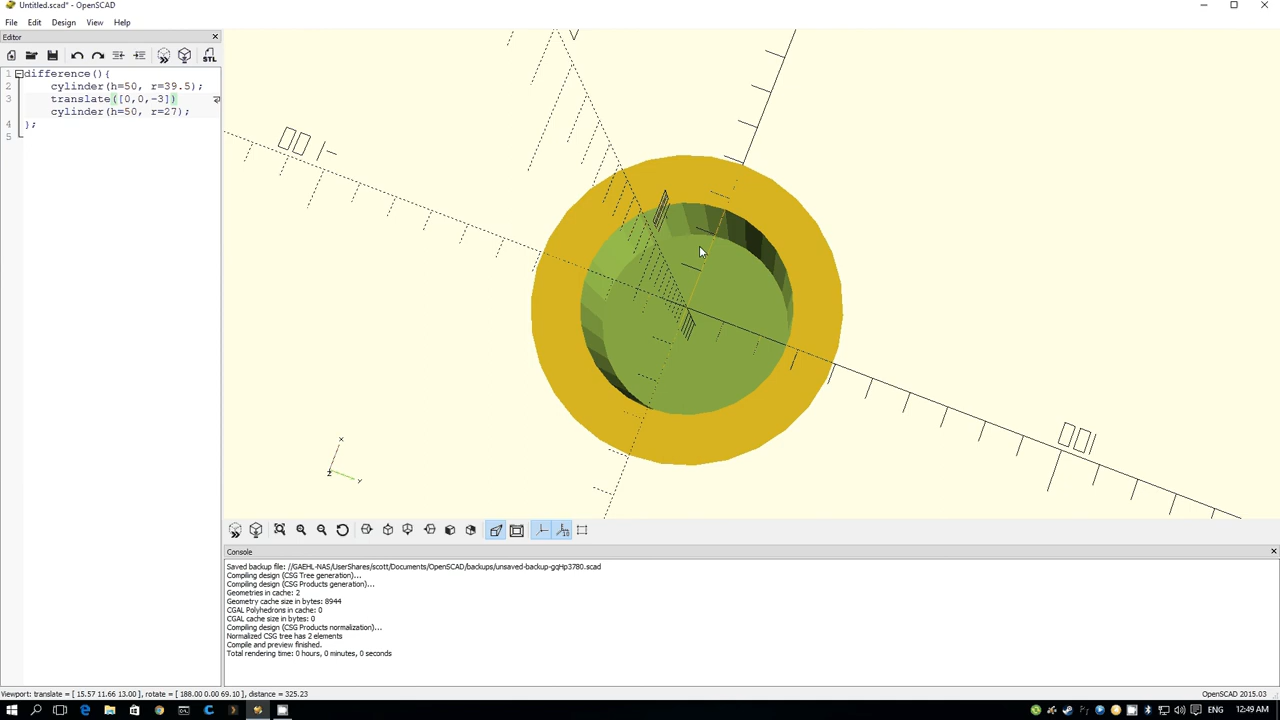 Untitled.scad* - OpenSCAD
File Edit Design View Help
Editor
STL
1 difference(){
2 cylinder(h=50, r=39.5);
3 translate([0,0,-3])
cylinder(h=50, r=27);
4 };
5
x
y
z
Console
Saved backup file: //GAEHL-NAS/UserShares/scott/Documents/OpenSCAD/backups/unsaved-backup-gqHp3780.scad
Compiling design (CSG Tree generation)...
Compiling design (CSG Products generation)...
Geometries in cache: 2
Geometry cache size in bytes: 8944
CGAL Polyhedrons in cache: 0
CGAL cache size in bytes: 0
Compiling design (CSG Products normalization)...
Normalized CSG tree has 2 elements
Compile and preview finished.
Total rendering time: 0 hours, 0 minutes, 0 seconds
Viewport: translate = [ 15.57 11.66 13.00 ], rotate = [ 188.00 0.00 69.10 ], distance = 325.23
OpenSCAD 2015.03
ENG 12:49 AM